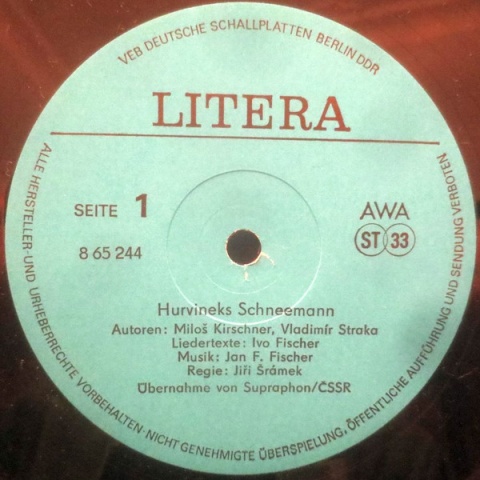 VEB DEUTSCHE SCHALLPLATTEN BERLIN DDR
LITERA
SEITE 1
8 65 244
AWA
ST 33
Hurvineks Schneemann
Autoren: Miloš Kirschner, Vladimír Straka
Liedertexte: Ivo Fischer
Musik: Jan F. Fischer
Regie: Jiří Šrámek
Übernahme von Supraphon/ČSSR
ALLE HERSTELLER-UND URHEBERRECHTE VORBEHALTEN·NICHT GENEHMIGTE ÜBERSPIELUNG, ÖFFENTLICHE AUFFÜHRUNG UND SENDUNG VERBOTEN